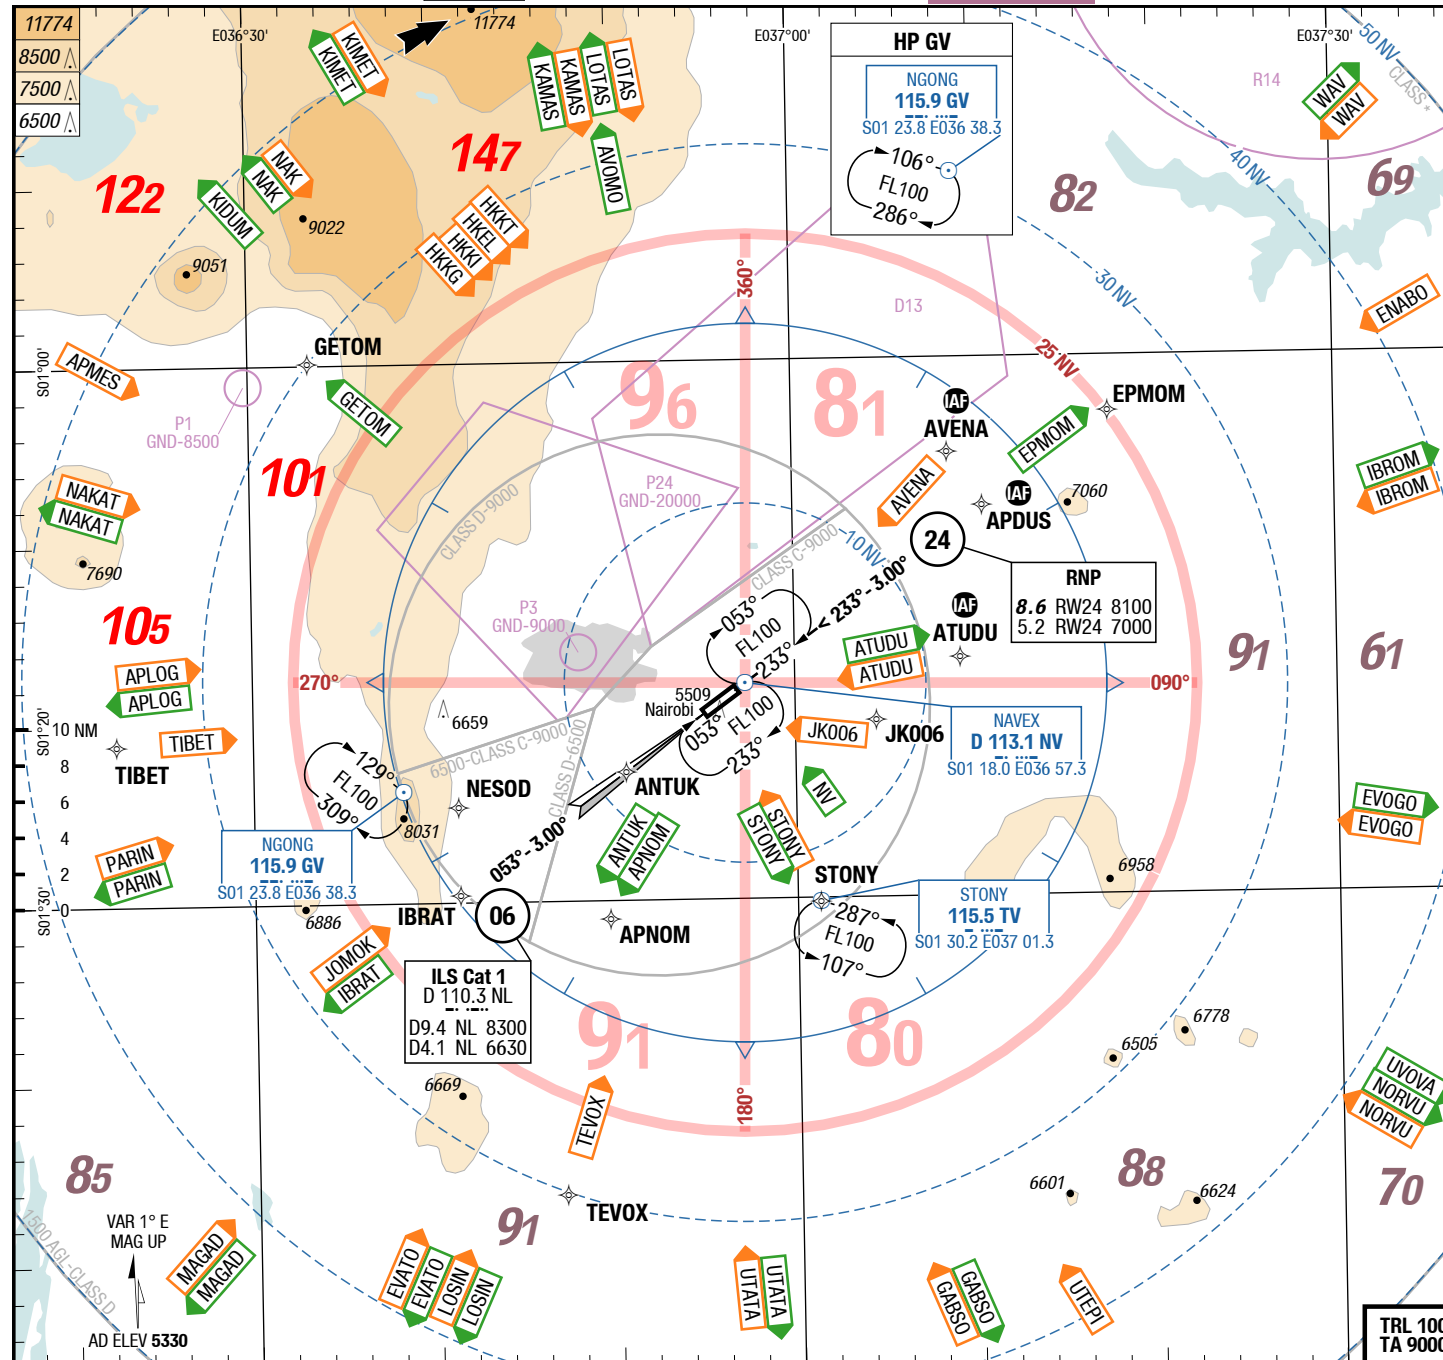 11774
8500
7500
6500
E036°30'
11774
E037°00'
E037°30'
50 NV
CLASS *
KIMET
KIMET
KAMAS
KAMAS
LOTAS
LOTAS
AVOMO
HP GV
NGONG
115.9 GV
S01 23.8 E036 38.3
106°
FL100
286°
R14
WAV
WAV
40 NV
122
NAK
NAK
KIDUM
9022
147
82
69
9051
HKKT
HKEL
HKKI
HKKG
360°
D13
30 NV
ENABO
S01°00'
APMES
GETOM
GETOM
P1
GND-8500
96
81
25 NV
EPMOM
EPMOM
IAF
AVENA
AVENA
101
NAKAT
NAKAT
CLASS D-9000
P24
GND-20000
IAF
APDUS
7060
IBROM
IBROM
7690
CLASS C-9000
10 NV
24
233°- 3.00°
RNP
8.6 RW24 8100
5.2 RW24 7000
105
P3
GND-9000
053°
FL100
233°
IAF
ATUDU
ATUDU
ATUDU
91
61
APLOG
APLOG
270°
090°
5509
Nairobi
FL100
053°
233°
S01°20'
10 NM
8
6
4
2
0
TIBET
TIBET
6659
6500-CLASS C-9000
CLASS D-6500
JK006
JK006
NAVEX
D 113.1 NV
S01 18.0 E036 57.3
129°
FL100
309°
NESOD
ANTUK
NV
8031
053°- 3.00°
ANTUK
APNOM
STONY
STONY
EVOGO
EVOGO
NGONG
115.9 GV
S01 23.8 E036 38.3
PARIN
PARIN
S01°30'
6886
IBRAT
06
APNOM
STONY
287°
FL100
107°
STONY
115.5 TV
S01 30.2 E037 01.3
6958
JOMOK
IBRAT
ILS Cat 1
D 110.3 NL
D9.4 NL 8300
D4.1 NL 6630
91
80
6778
6505
6669
TEVOX
180°
UVOVA
NORVU
NORVU
85
TEVOX
91
6601
88
6624
70
1500 AGL-CLASS D
VAR 1° E
MAG UP
AD ELEV 5330
MAGAD
MAGAD
EVATO
EVATO
LOSIN
LOSIN
UTATA
UTATA
GABSO
GABSO
UTEPI
TRL 100
TA 9000